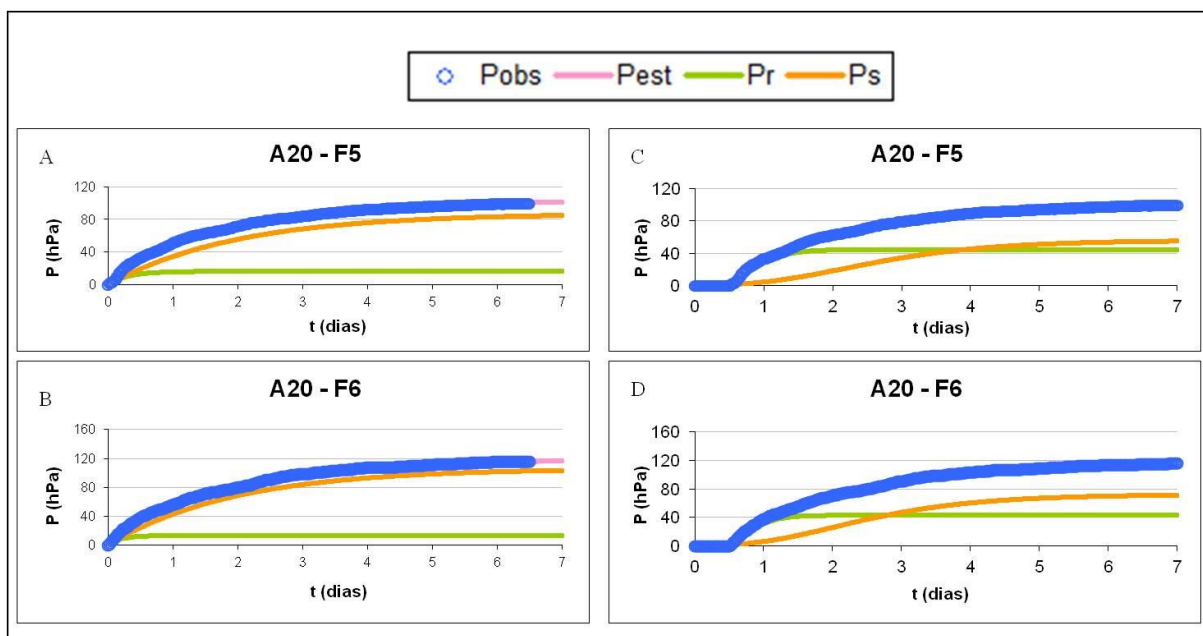 Pobs Pest Pr Ps
A
A20 - F5
P (hPa)
120
80
40
0
0 1 2 3 4 5 6 7
t (dias)
C
A20 - F5
P (hPa)
120
80
40
0
0 1 2 3 4 5 6 7
t (dias)
B
A20 - F6
P (hPa)
160
120
80
40
0
0 1 2 3 4 5 6 7
t (dias)
D
A20 - F6
P (hPa)
160
120
80
40
0
0 1 2 3 4 5 6 7
t (dias)